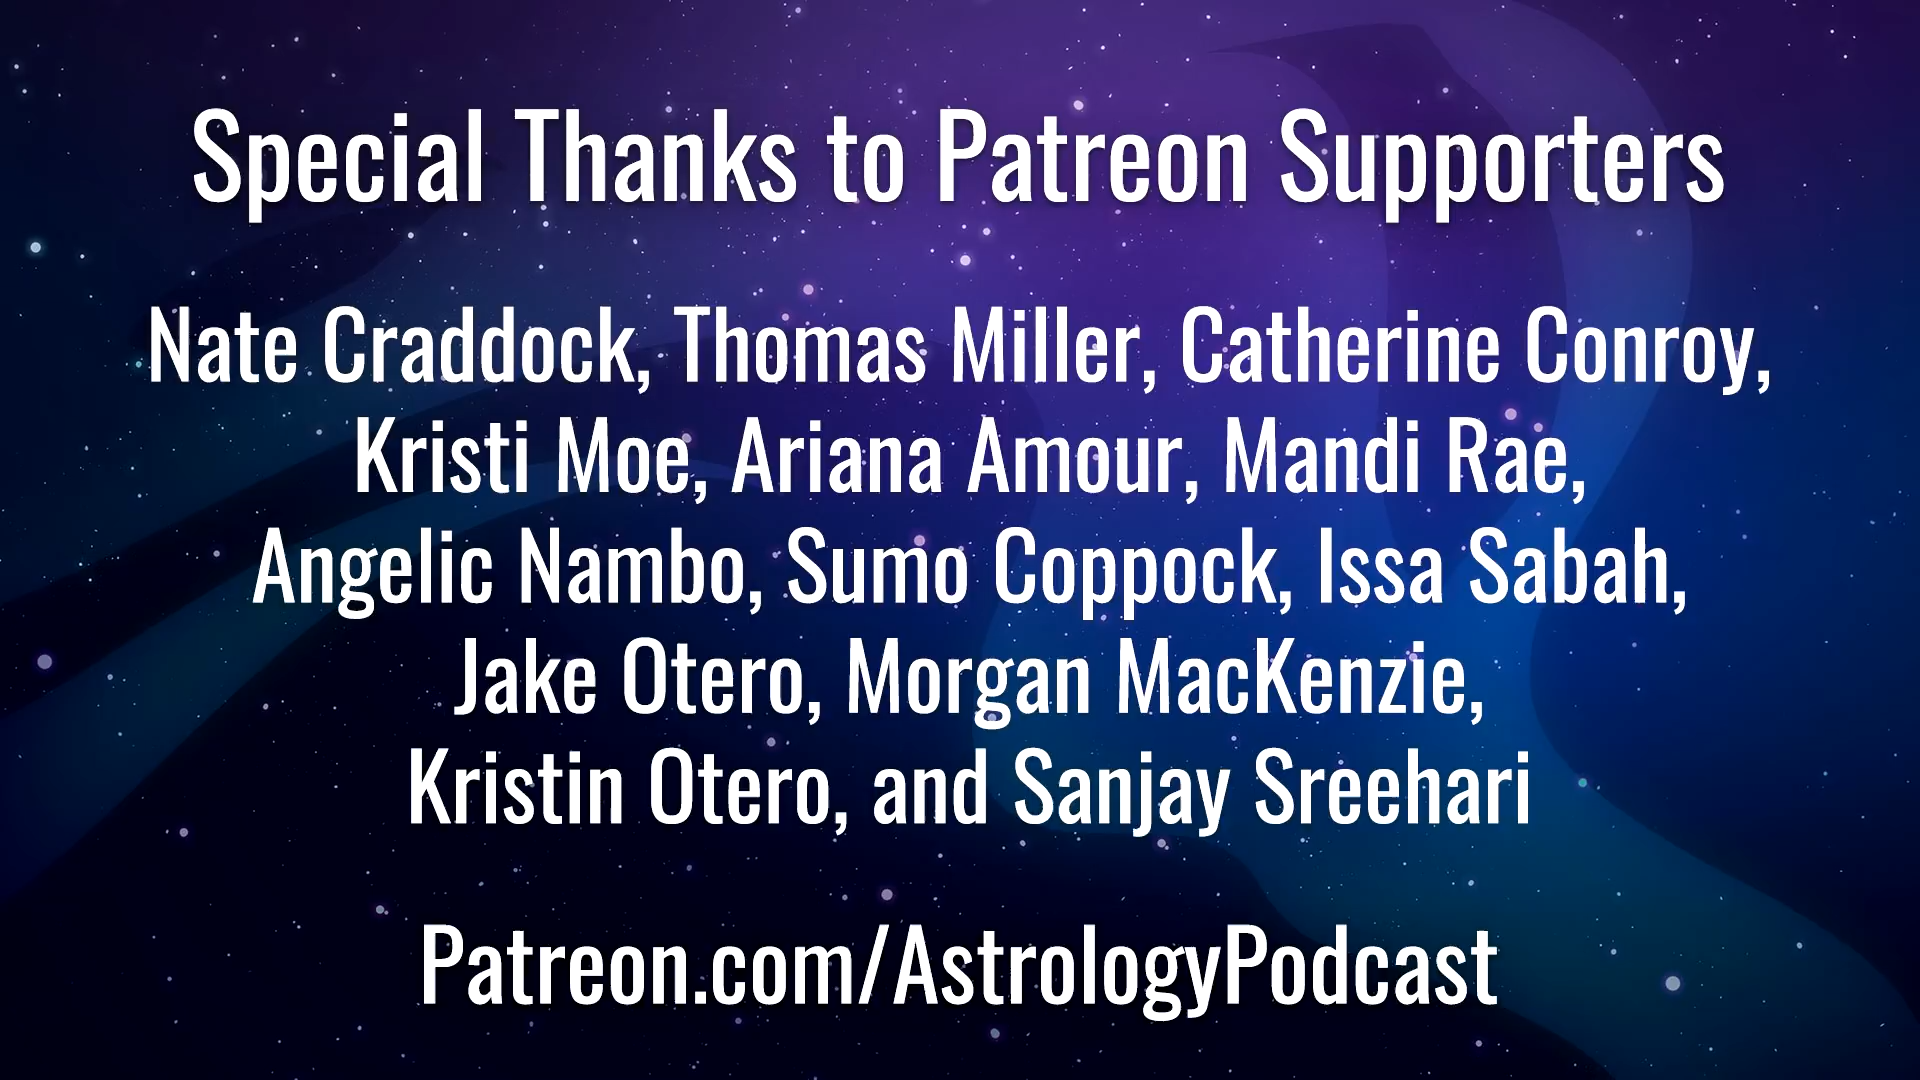 Special Thanks to Patreon Supporters
Nate Craddock, Thomas Miller, Catherine Conroy,
Kristi Moe, Ariana Amour, Mandi Rae,
Angelic Nambo, Sumo Coppock, Issa Sabah,
Jake Otero, Morgan MacKenzie,
Kristin Otero, and Sanjay Sreehari
Patreon.com/AstrologyPodcast